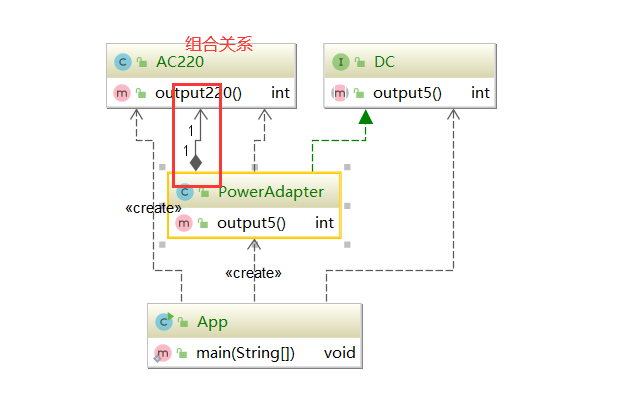 组合关系
C AC220
m output220() int
I DC
m output5() int
1
1
C PowerAdapter
m output5() int
«create»
«create»
C App
m main(String[]) void